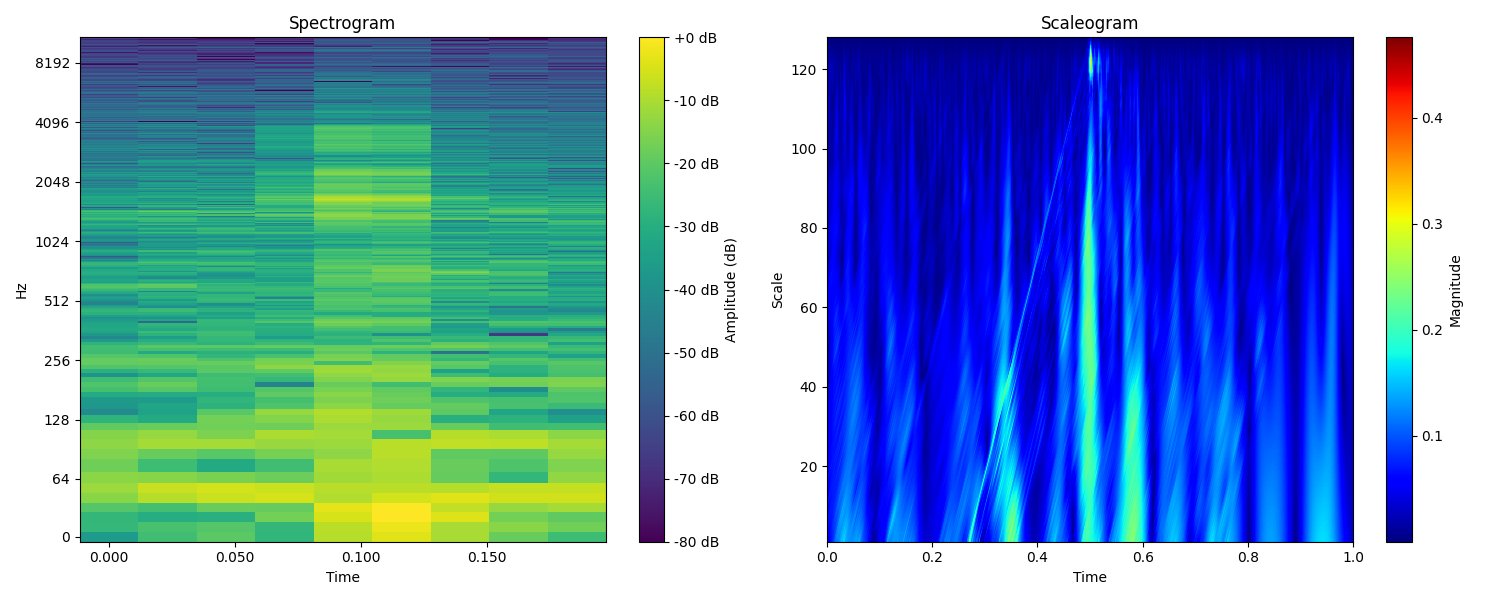 Spectrogram
Hz
8192
4096
2048
1024
512
256
128
64
0
0.000
0.050
0.100
0.150
Time
+0 dB
-10 dB
-20 dB
-30 dB
-40 dB
-50 dB
-60 dB
-70 dB
-80 dB
Amplitude (dB)
Scaleogram
Scale
120
100
80
60
40
20
0.0
0.2
0.4
0.6
0.8
1.0
Time
0.4
0.3
0.2
0.1
Magnitude